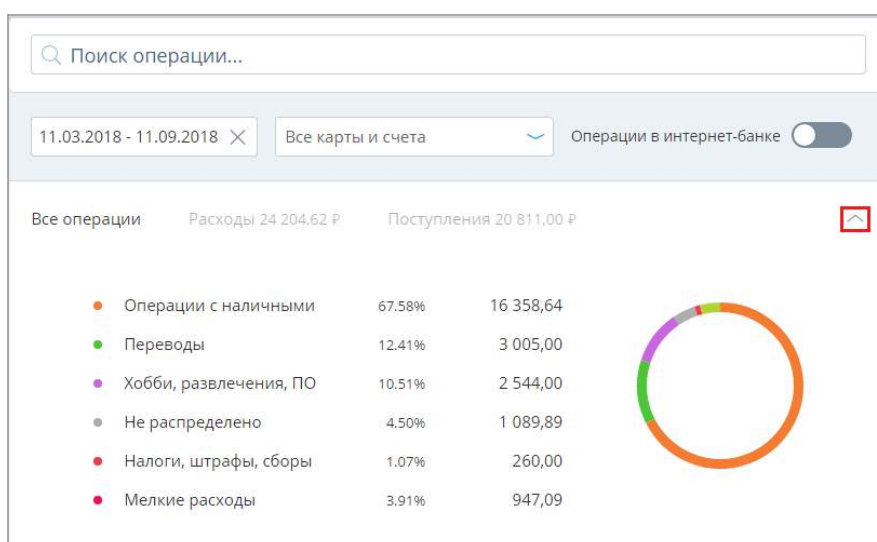 Поиск операции...
11.03.2018 - 11.09.2018 Все карты и счета Операции в интернет-банке
Все операции Расходы 24 204,62 ₽ Поступления 20 811,00 ₽
Операции с наличными 67.58% 16 358,64
Переводы 12.41% 3 005,00
Хобби, развлечения, ПО 10.51% 2 544,00
Не распределено 4.50% 1 089,89
Налоги, штрафы, сборы 1.07% 260,00
Мелкие расходы 3.91% 947,09